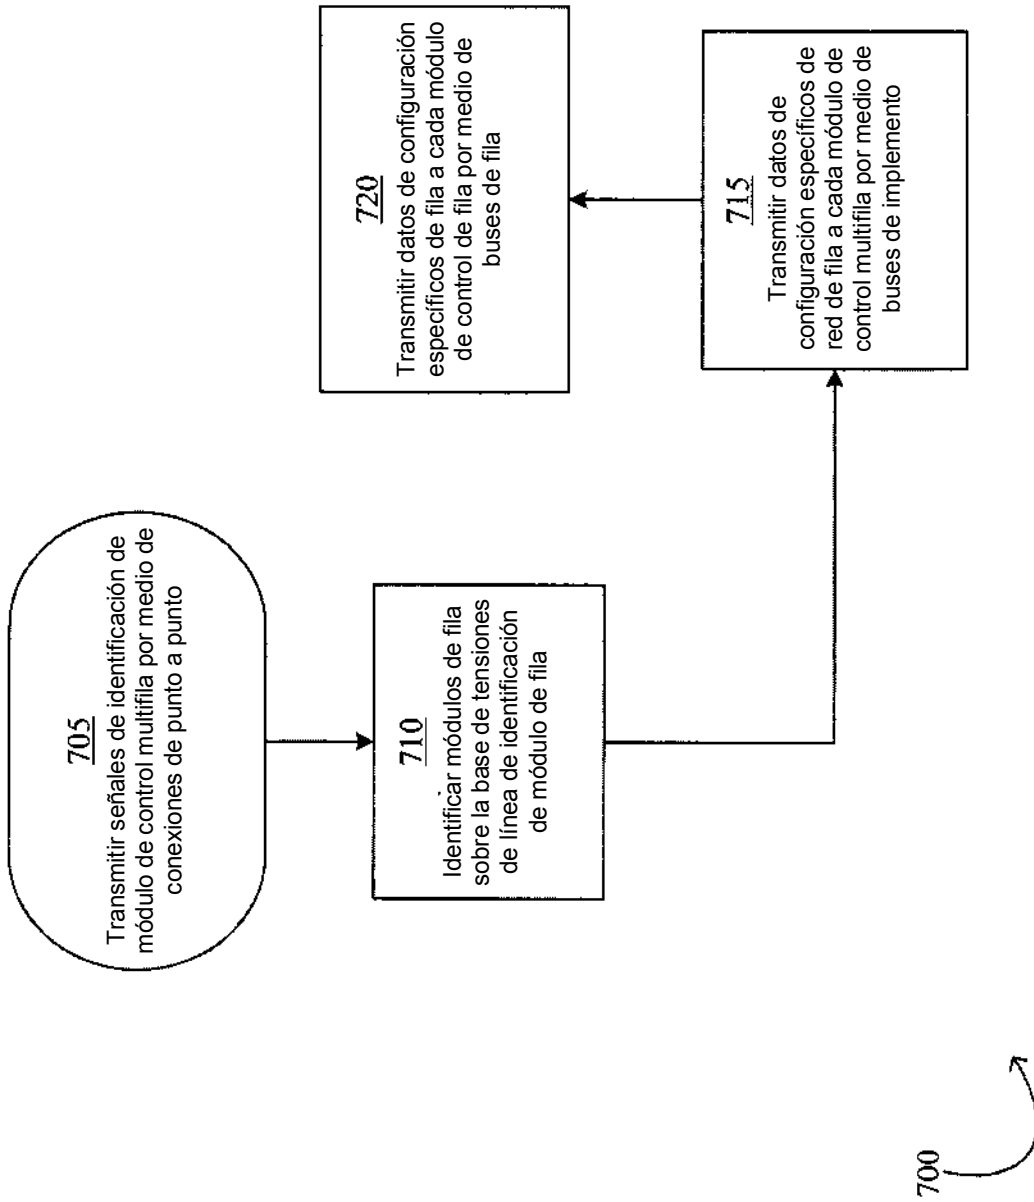 705
Transmitir señales de identificación de
módulo de control multifila por medio de
conexiones de punto a punto
710
Identificar módulos de fila
sobre la base de tensiones
de línea de identificación
de módulo de fila
715
Transmitir datos de
configuración específicos de
red de fila a cada módulo de
control multifila por medio de
buses de implemento
720
Transmitir datos de configuración
específicos de fila a cada módulo
de control de fila por medio de
buses de fila
700